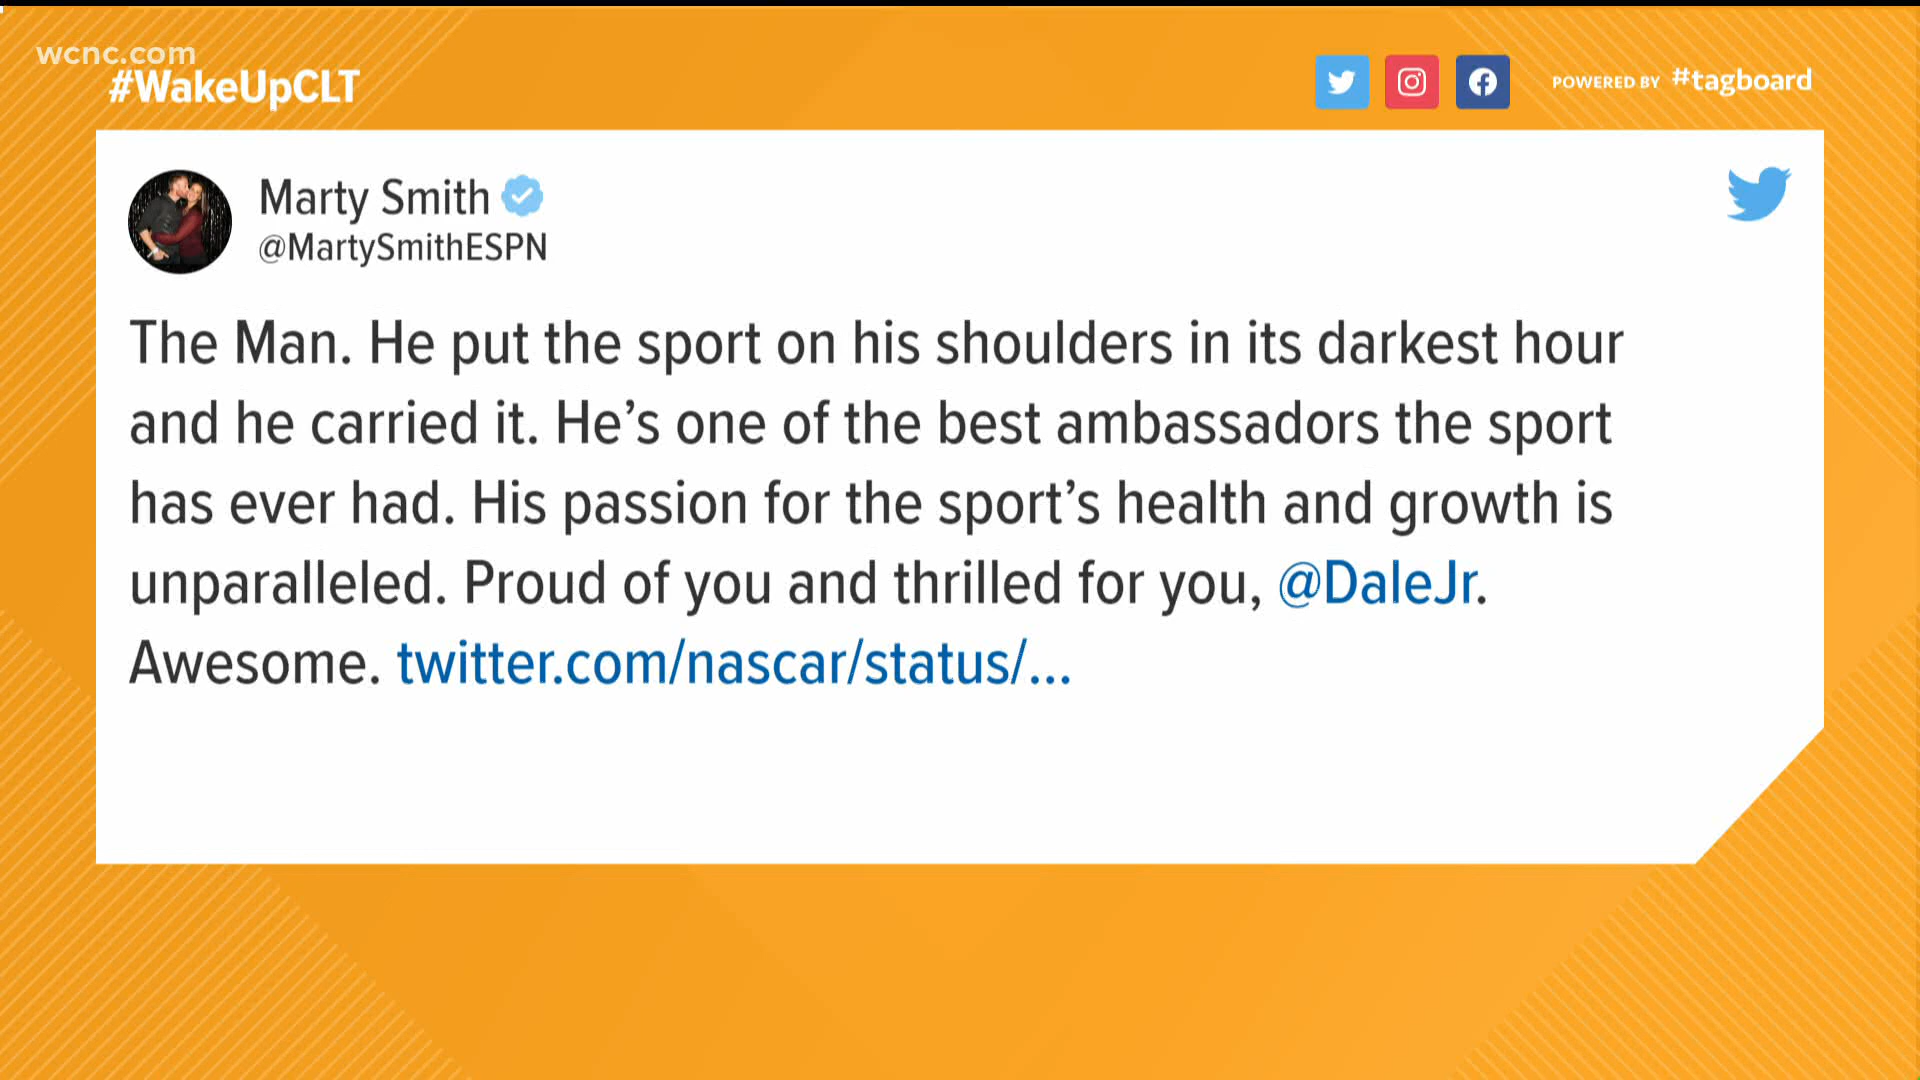 wcnc.com
#WakeUpCLT
POWERED BY #tagboard
Marty Smith
@MartySmithESPN
The Man. He put the sport on his shoulders in its darkest hour
and he carried it. He’s one of the best ambassadors the sport
has ever had. His passion for the sport’s health and growth is
unparalleled. Proud of you and thrilled for you, @DaleJr.
Awesome. twitter.com/nascar/status/...